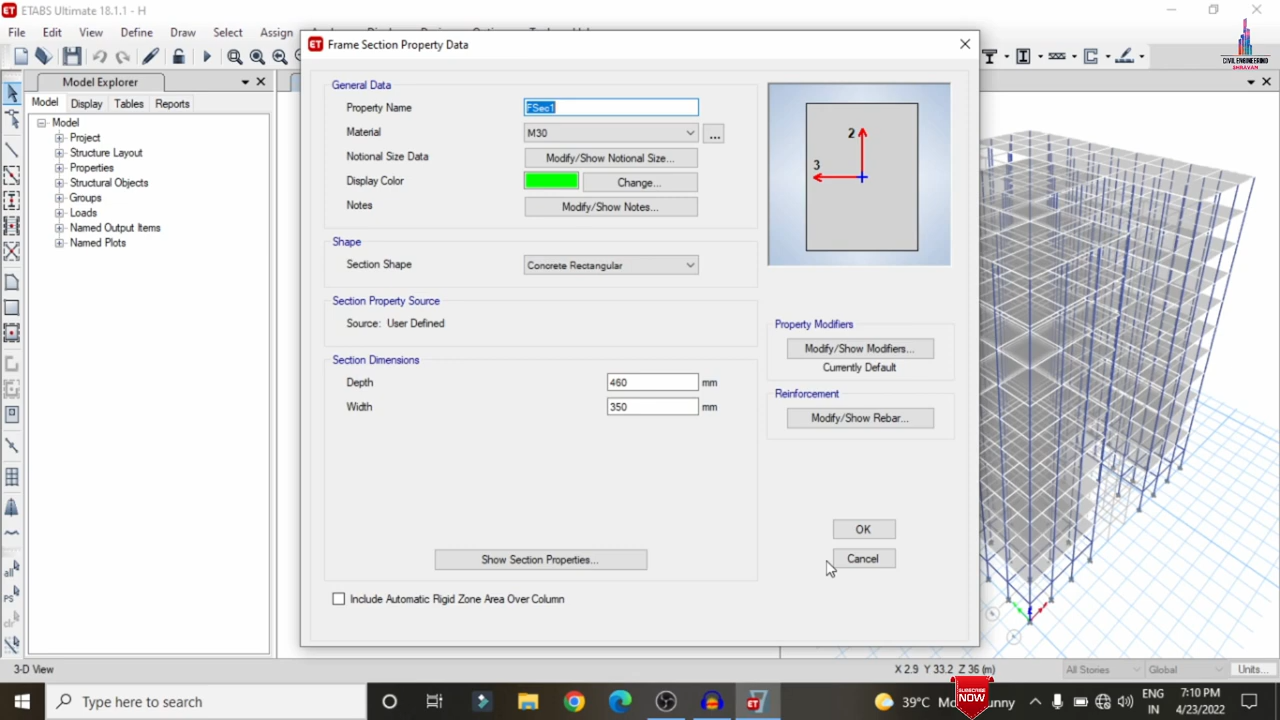 ETABS Ultimate 18.1.1 - H
File Edit View Define Draw Select Assign
Frame Section Property Data
CIVIL ENGINEERING
SHRAVAN
Model Explorer
Model Display Tables Reports
Model
Project
Structure Layout
Properties
Structural Objects
Groups
Loads
Named Output Items
Named Plots
General Data
Property Name FSec1
Material M30 ...
Notional Size Data Modify/Show Notional Size...
Display Color Change...
Notes Modify/Show Notes...
2
3
Shape
Section Shape Concrete Rectangular
Section Property Source
Source: User Defined
Property Modifiers
Modify/Show Modifiers...
Currently Default
Section Dimensions
Depth 460 mm
Width 350 mm
Reinforcement
Modify/Show Rebar...
OK
Cancel
Show Section Properties...
Include Automatic Rigid Zone Area Over Column
all
PS
clr
3-D View
X 2.9 Y 33.2 Z 36 (m)
All Stories Global Units...
SUBSCRIBE
NOW
Type here to search
39°C
ENG
IN
7:10 PM
4/23/2022